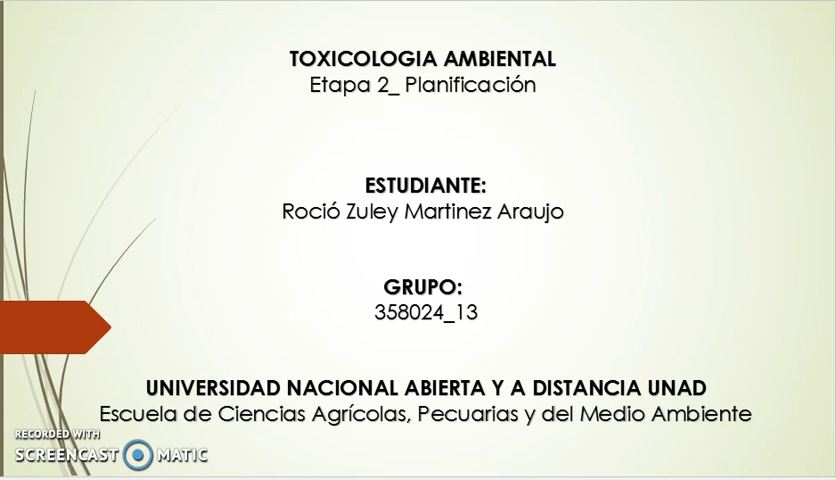 TOXICOLOGIA AMBIENTAL
Etapa 2_ Planificación
ESTUDIANTE:
Roció Zuley Martinez Araujo
GRUPO:
358024_13
UNIVERSIDAD NACIONAL ABIERTA Y A DISTANCIA UNAD
Escuela de Ciencias Agrícolas, Pecuarias y del Medio Ambiente
RECORDED WITH
SCREENCAST MATIC